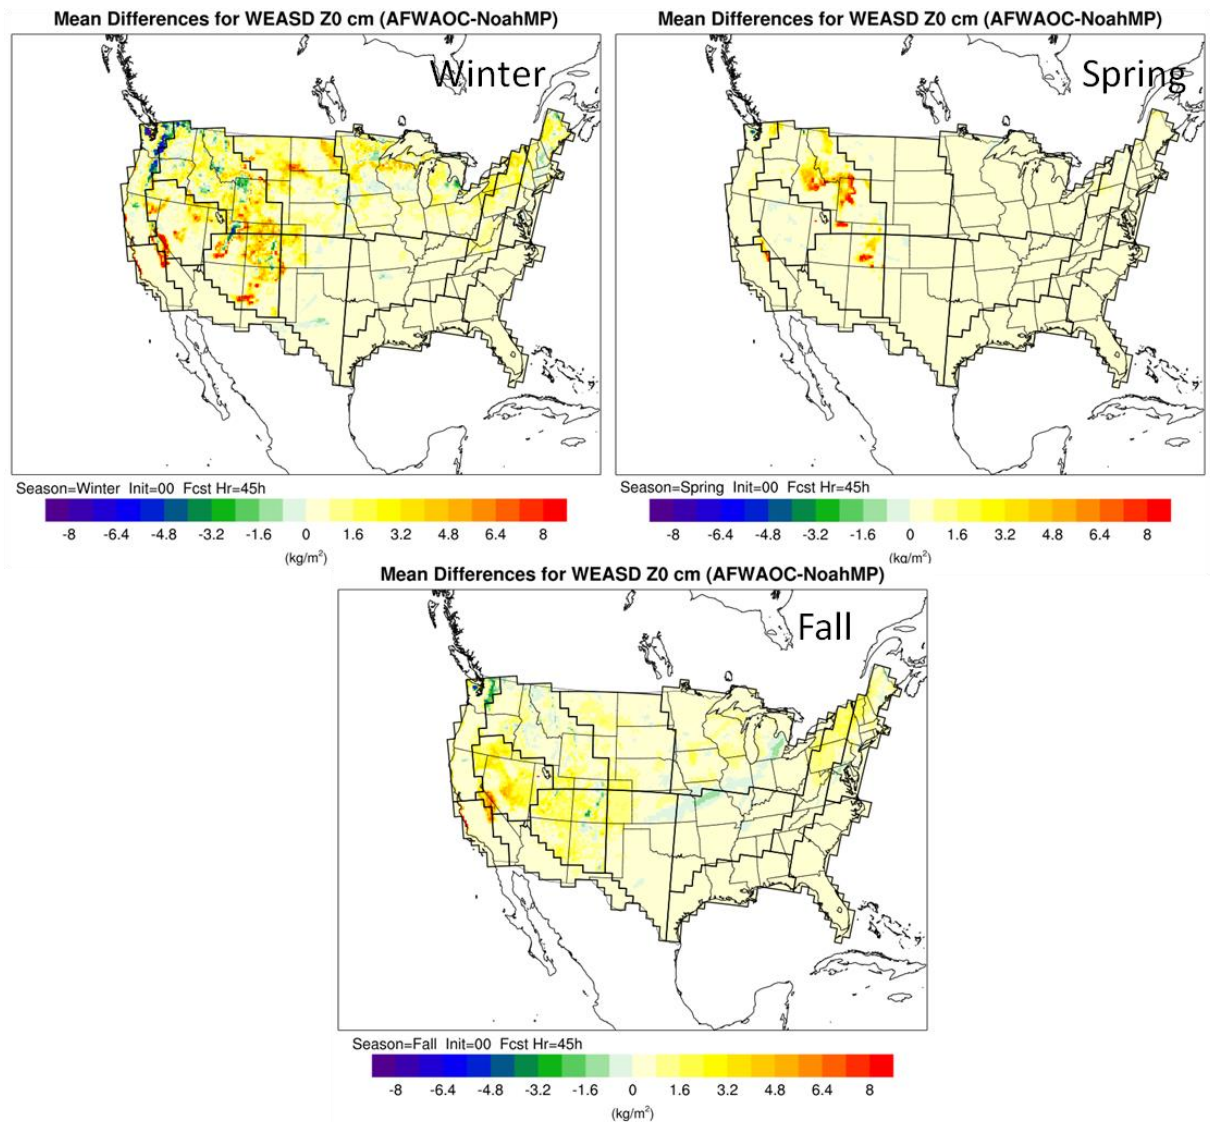 Mean Differences for WEASD Z0 cm (AFWAOC-NoahMP)
Winter
Season=Winter Init=00 Fcst Hr=45h
-8 -6.4 -4.8 -3.2 -1.6 0 1.6 3.2 4.8 6.4 8
(kg/m²)
Mean Differences for WEASD Z0 cm (AFWAOC-NoahMP)
Spring
Season=Spring Init=00 Fcst Hr=45h
-8 -6.4 -4.8 -3.2 -1.6 0 1.6 3.2 4.8 6.4 8
(kg/m²)
Mean Differences for WEASD Z0 cm (AFWAOC-NoahMP)
Fall
Season=Fall Init=00 Fcst Hr=45h
-8 -6.4 -4.8 -3.2 -1.6 0 1.6 3.2 4.8 6.4 8
(kg/m²)